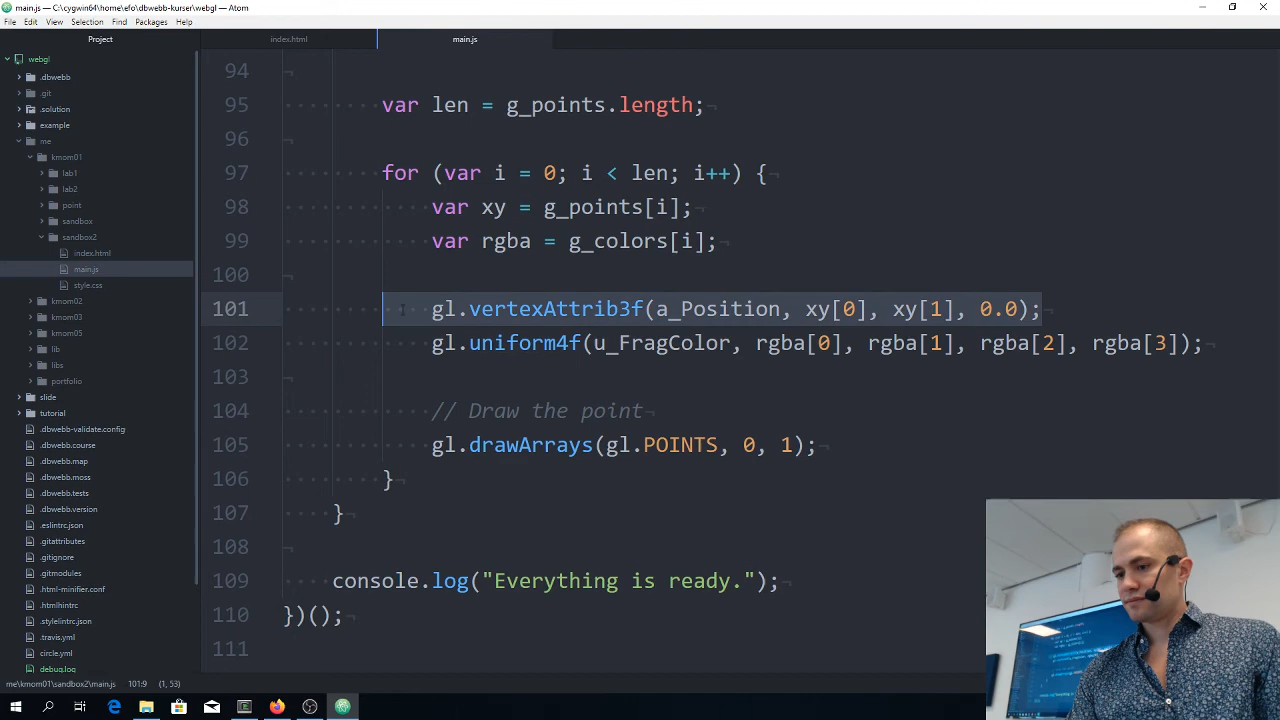 main.js — C:\cygwin64\home\efo\dbwebb-kurser\webgl — Atom
File Edit View Selection Find Packages Help
Project
index.html
main.js
webgl
.dbwebb
.git
.solution
example
me
kmom01
lab1
lab2
point
sandbox
sandbox2
index.html
main.js
style.css
kmom02
kmom03
kmom05
lib
libs
portfolio
slide
tutorial
.dbwebb-validate.config
.dbwebb.course
.dbwebb.map
.dbwebb.moss
.dbwebb.tests
.dbwebb.version
.eslintrc.json
.gitattributes
.gitignore
.gitmodules
.html-minifier.conf
.htmlhintrc
.stylelintrc.json
.travis.yml
circle.yml
debug.log
94 ¬
95 var len = g_points.length;¬
96 ¬
97 for (var i = 0; i < len; i++) {¬
98 var xy = g_points[i];¬
99 var rgba = g_colors[i];¬
100 ¬
101 gl.vertexAttrib3f(a_Position, xy[0], xy[1], 0.0);¬
102 gl.uniform4f(u_FragColor, rgba[0], rgba[1], rgba[2], rgba[3]);¬
103 ¬
104 // Draw the point¬
105 gl.drawArrays(gl.POINTS, 0, 1);¬
106 }¬
107 }¬
108 ¬
109 console.log("Everything is ready.");¬
110 })();¬
111
me\kmom01\sandbox2\main.js 101:9 (1, 53)